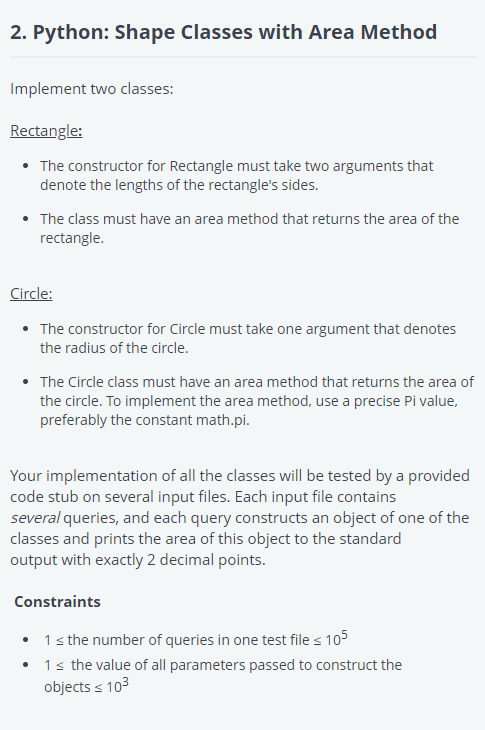 2. Python: Shape Classes with Area Method
Implement two classes:
Rectangle:
• The constructor for Rectangle must take two arguments that
denote the lengths of the rectangle's sides.
• The class must have an area method that returns the area of the
rectangle.
Circle:
• The constructor for Circle must take one argument that denotes
the radius of the circle.
• The Circle class must have an area method that returns the area of
the circle. To implement the area method, use a precise Pi value,
preferably the constant math.pi.
Your implementation of all the classes will be tested by a provided
code stub on several input files. Each input file contains
several queries, and each query constructs an object of one of the
classes and prints the area of this object to the standard
output with exactly 2 decimal points.
Constraints
• 1 ≤ the number of queries in one test file ≤ 10⁵
• 1 ≤ the value of all parameters passed to construct the
objects ≤ 10³